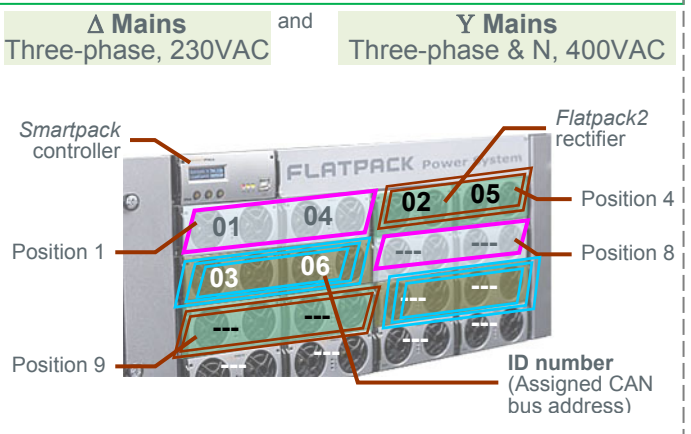 Δ Mains
Three-phase, 230VAC
and
Y Mains
Three-phase & N, 400VAC
Smartpack
controller
Flatpack2
rectifier
FLATPACK Power System
02 05
Position 4
01 04
Position 1
--- ---
Position 8
03 06
--- ---
--- ---
Position 9
--- ---
--- ---
ID number
(Assigned CAN
bus address)